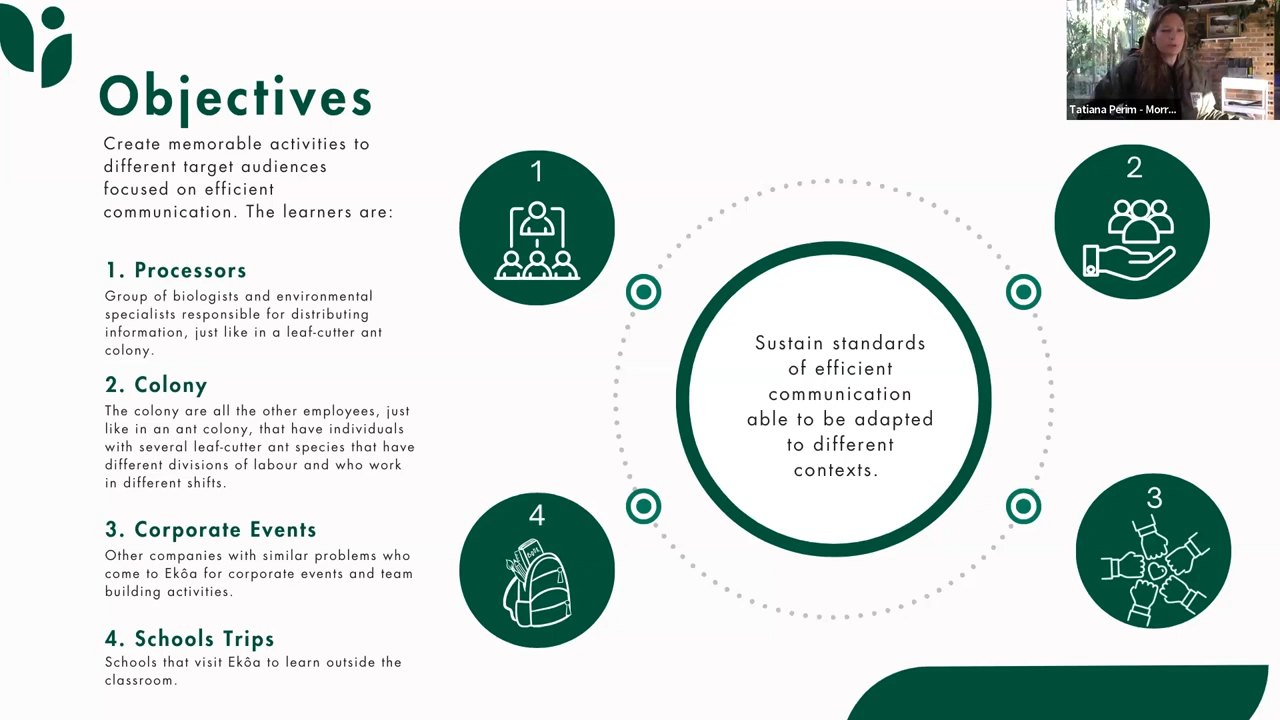 Objectives
Create memorable activities to
different target audiences
focused on efficient
communication. The learners are:
1. Processors
Group of biologists and environmental
specialists responsible for distributing
information, just like in a leaf-cutter ant
colony.
2. Colony
The colony are all the other employees, just
like in an ant colony, that have individuals
with several leaf-cutter ant species that have
different divisions of labour and who work
in different shifts.
3. Corporate Events
Other companies with similar problems who
come to Ekôa for corporate events and team
building activities.
4. Schools Trips
Schools that visit Ekôa to learn outside the
classroom.
1
2
Sustain standards
of efficient
communication
able to be adapted
to different
contexts.
4
3
Tatiana Perim - Morr...